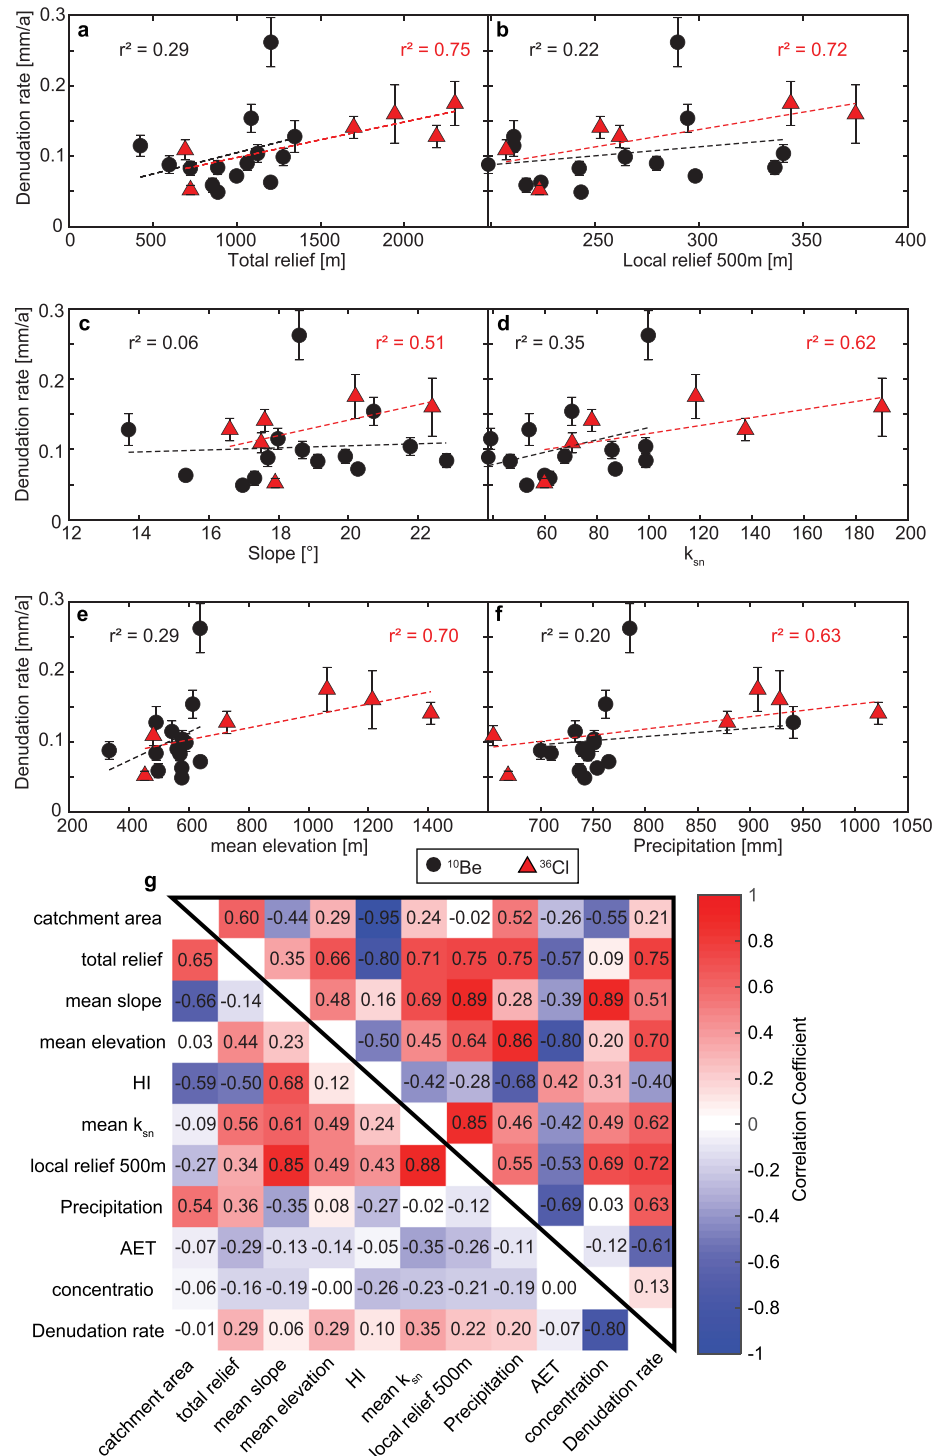 a
r² = 0.29
r² = 0.75
b
r² = 0.22
r² = 0.72
Denudation rate [mm/a]
0.3
0.2
0.1
0
0
500
1000
1500
2000
Total relief [m]
250
300
350
400
Local relief 500m [m]
c
r² = 0.06
r² = 0.51
d
r² = 0.35
r² = 0.62
Denudation rate [mm/a]
0.3
0.2
0.1
0
12
14
16
18
20
22
Slope [°]
60
80
100
120
140
160
180
200
k_sn
e
r² = 0.29
r² = 0.70
f
r² = 0.20
r² = 0.63
Denudation rate [mm/a]
0.3
0.2
0.1
0
200
400
600
800
1000
1200
1400
mean elevation [m]
700
750
800
850
900
950
1000
1050
Precipitation [mm]
¹⁰Be
³⁶Cl
g
catchment area 0.60 -0.44 0.29 -0.95 0.24 -0.02 0.52 -0.26 -0.55 0.21
total relief 0.65 0.35 0.66 -0.80 0.71 0.75 0.75 -0.57 0.09 0.75
mean slope -0.66 -0.14 0.48 0.16 0.69 0.89 0.28 -0.39 0.89 0.51
mean elevation 0.03 0.44 0.23 -0.50 0.45 0.64 0.86 -0.80 0.20 0.70
HI -0.59 -0.50 0.68 0.12 -0.42 -0.28 -0.68 0.42 0.31 -0.40
mean k_sn -0.09 0.56 0.61 0.49 0.24 0.85 0.46 -0.42 0.49 0.62
local relief 500m -0.27 0.34 0.85 0.49 0.43 0.88 0.55 -0.53 0.69 0.72
Precipitation 0.54 0.36 -0.35 0.08 -0.27 -0.02 -0.12 -0.69 0.03 0.63
AET -0.07 -0.29 -0.13 -0.14 -0.05 -0.35 -0.26 -0.11 -0.12 -0.61
concentratio -0.06 -0.16 -0.19 -0.00 -0.26 -0.23 -0.21 -0.19 0.00 0.13
Denudation rate -0.01 0.29 0.06 0.29 0.10 0.35 0.22 0.20 -0.07 -0.80
catchment area
total relief
mean slope
mean elevation
HI
mean k_sn
local relief 500m
Precipitation
AET
concentration
Denudation rate
1
0.8
0.6
0.4
0.2
0
-0.2
-0.4
-0.6
-0.8
-1
Correlation Coefficient